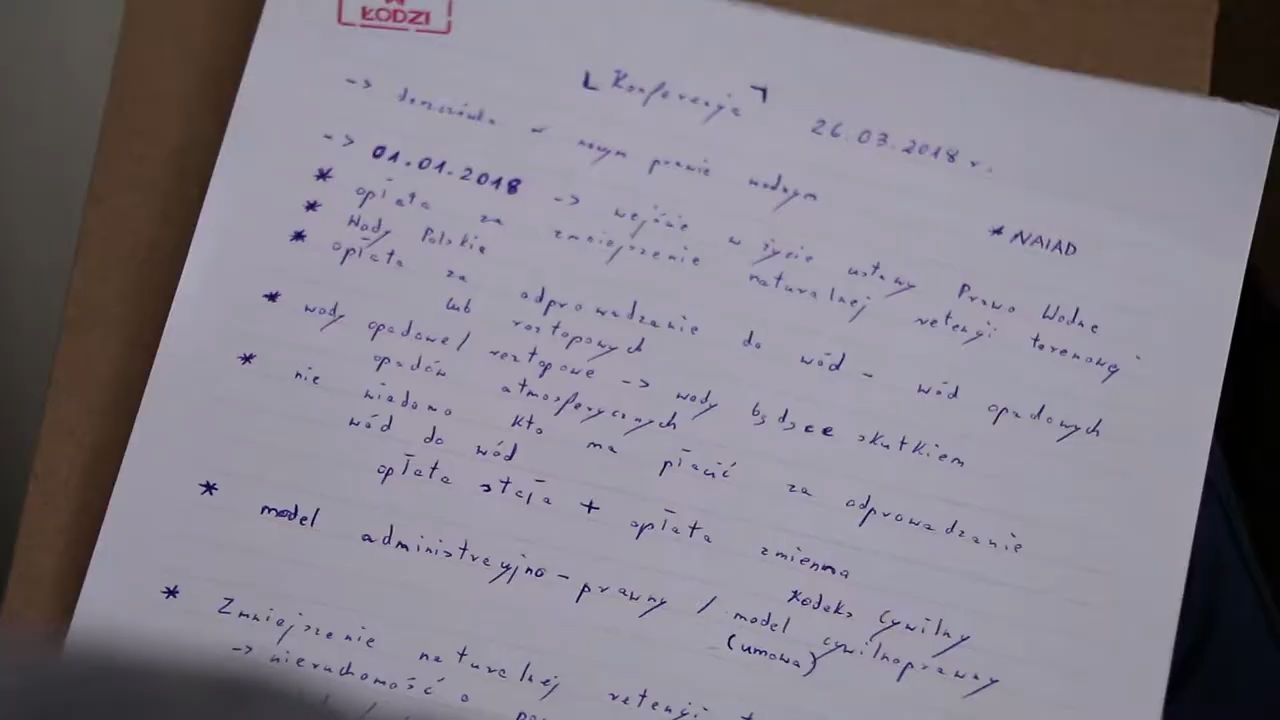 ŁODZI
⌊ Konferencja ⌉ 26.03.2018 r.
-> deszczówka w nowym prawie wodnym
-> 01.01.2018 -> wejście w życie ustawy Prawo Wodne
* NAIAD
* opłata za zmniejszenie naturalnej retencji terenowej
* Wody Polskie
* opłata za odprowadzanie do wód - wód opadowych
lub roztopowych
* wody opadowe / roztopowe -> wody będące skutkiem
opadów atmosferycznych
* nie wiadomo kto ma płacić za odprowadzanie
wód do wód
opłata stała + opłata zmienna
* model administracyjno-prawny / model cywilnoprawny
Kodeks Cywilny
(umowa)
* Zmniejszenie naturalnej retencji
-> nieruchomość o